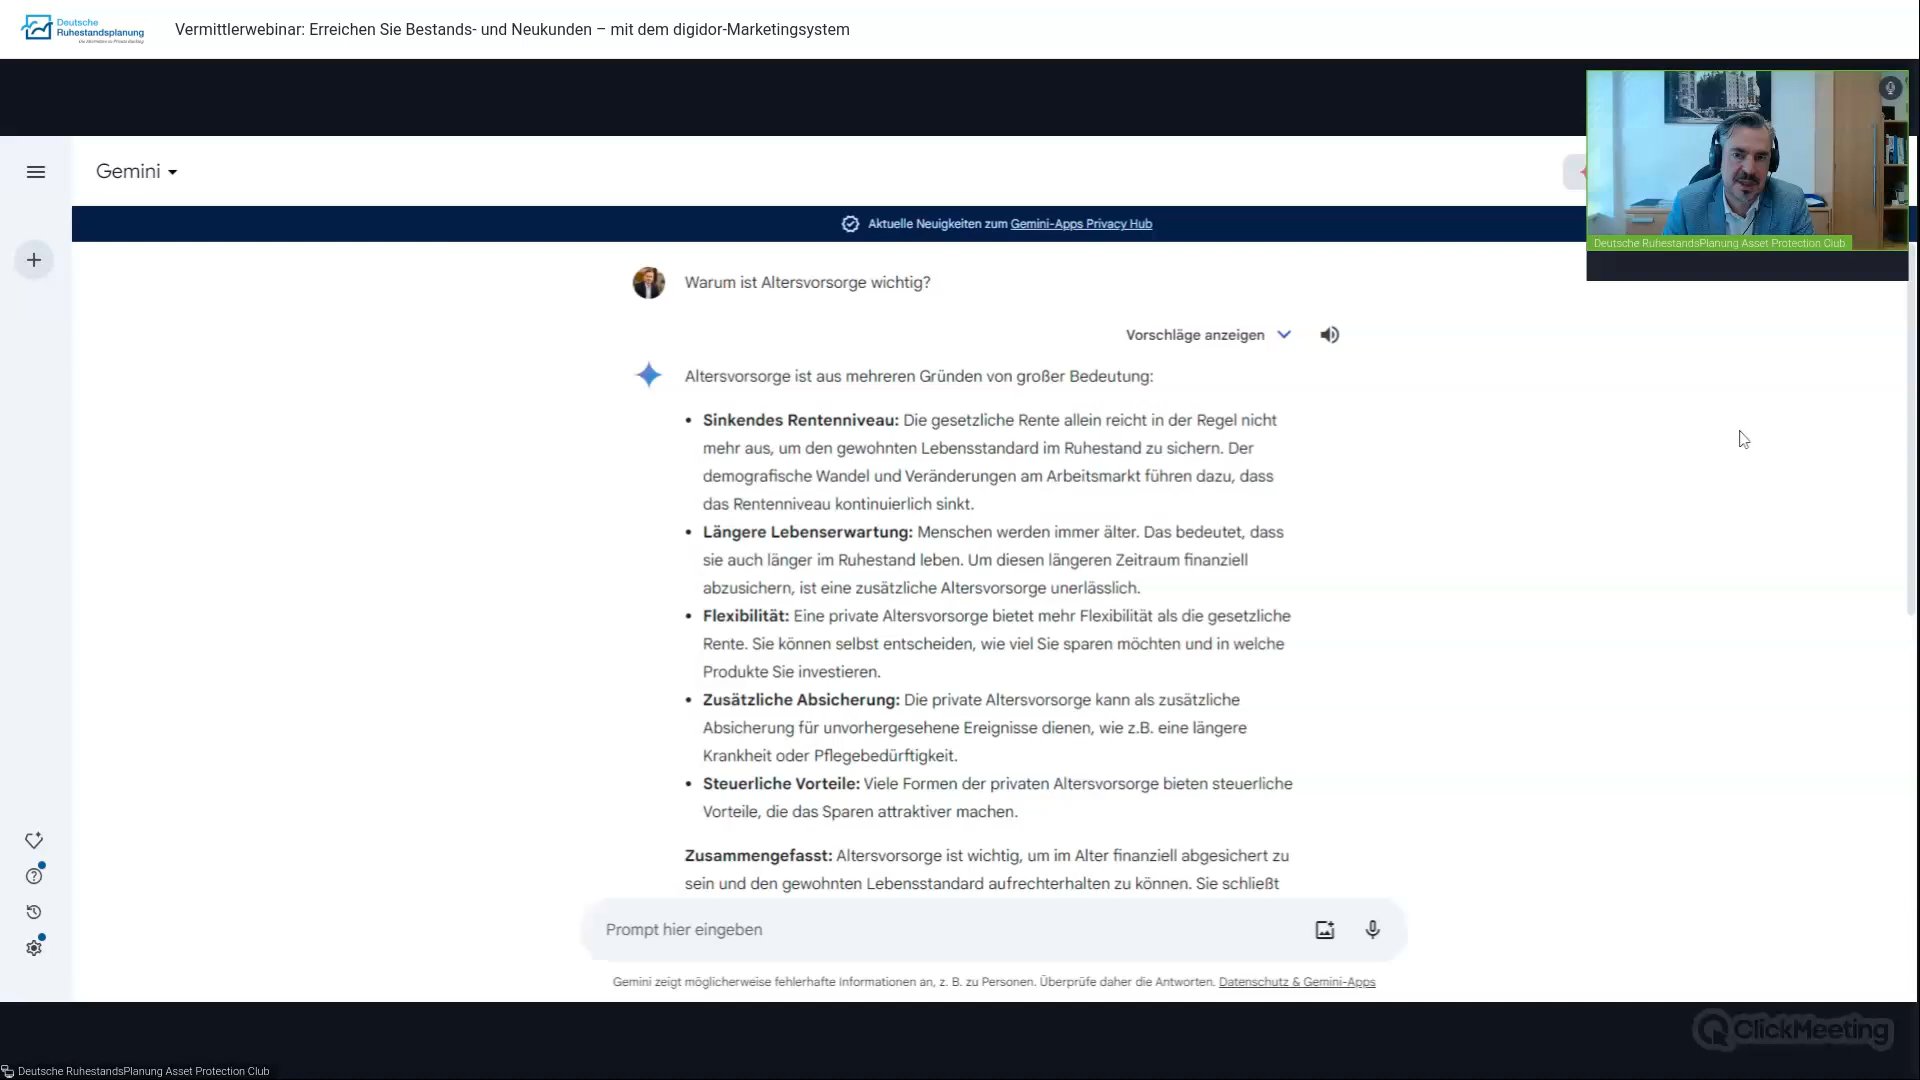 Deutsche
Ruhestandsplanung
Vermittlerwebinar: Erreichen Sie Bestands- und Neukunden – mit dem digidor-Marketingsystem
Gemini
Aktuelle Neuigkeiten zum Gemini-Apps Privacy Hub
Deutsche RuhestandsPlanung Asset Protection Club
Warum ist Altersvorsorge wichtig?
Vorschläge anzeigen
Altersvorsorge ist aus mehreren Gründen von großer Bedeutung:
• Sinkendes Rentenniveau: Die gesetzliche Rente allein reicht in der Regel nicht
mehr aus, um den gewohnten Lebensstandard im Ruhestand zu sichern. Der
demografische Wandel und Veränderungen am Arbeitsmarkt führen dazu, dass
das Rentenniveau kontinuierlich sinkt.
• Längere Lebenserwartung: Menschen werden immer älter. Das bedeutet, dass
sie auch länger im Ruhestand leben. Um diesen längeren Zeitraum finanziell
abzusichern, ist eine zusätzliche Altersvorsorge unerlässlich.
• Flexibilität: Eine private Altersvorsorge bietet mehr Flexibilität als die gesetzliche
Rente. Sie können selbst entscheiden, wie viel Sie sparen möchten und in welche
Produkte Sie investieren.
• Zusätzliche Absicherung: Die private Altersvorsorge kann als zusätzliche
Absicherung für unvorhergesehene Ereignisse dienen, wie z.B. eine längere
Krankheit oder Pflegebedürftigkeit.
• Steuerliche Vorteile: Viele Formen der privaten Altersvorsorge bieten steuerliche
Vorteile, die das Sparen attraktiver machen.
Zusammengefasst: Altersvorsorge ist wichtig, um im Alter finanziell abgesichert zu
sein und den gewohnten Lebensstandard aufrechterhalten zu können. Sie schließt
Prompt hier eingeben
Gemini zeigt möglicherweise fehlerhafte Informationen an, z. B. zu Personen. Überprüfe daher die Antworten. Datenschutz & Gemini-Apps
ClickMeeting
Deutsche RuhestandsPlanung Asset Protection Club